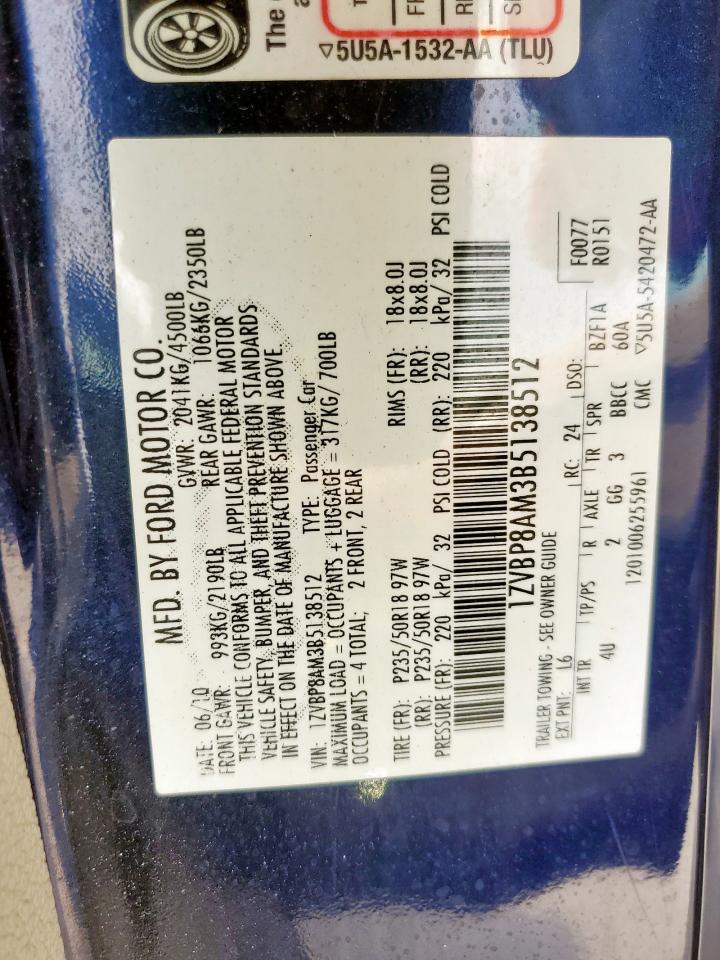 The
▽5U5A-1532-AA (TLU)
MFD. BY FORD MOTOR CO.
DATE: 06/10 GVWR: 2041KG/4500LB
FRONT GAWR: 993KG/2190LB REAR GAWR: 1066KG/2350LB
THIS VEHICLE CONFORMS TO ALL APPLICABLE FEDERAL MOTOR
VEHICLE SAFETY, BUMPER, AND THEFT PREVENTION STANDARDS
IN EFFECT ON THE DATE OF MANUFACTURE SHOWN ABOVE
VIN: 1ZVBP8AM3B5138512 TYPE: Passenger Car
MAXIMUM LOAD = OCCUPANTS + LUGGAGE = 317KG/700LB
OCCUPANTS = 4 TOTAL; 2 FRONT, 2 REAR
TIRE (FR): P235/50R18 97W RIMS (FR): 18x8.0J
(RR): P235/50R18 97W (RR): 18x8.0J
PRESSURE (FR): 220 kPa/ 32 PSI COLD (RR): 220 kPa/ 32 PSI COLD
1ZVBP8AM3B5138512
TRAILER TOWING - SEE OWNER GUIDE
EXT PNT: L6 RC: 24 DSO: F0077
R0151
INT TR TP/PS R AXLE TR SPR BZF1A
4U 2 GG 3 BBCC 60A
1201006255961 CMC ▽5U5A-5420472-AA